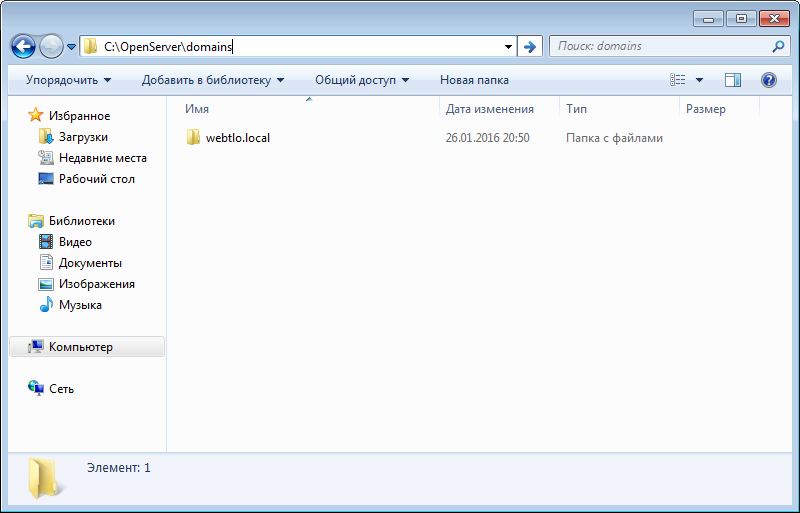 C:\OpenServer\domains
Поиск: domains
Упорядочить Добавить в библиотеку Общий доступ Новая папка
Имя Дата изменения Тип Размер
webtlo.local 26.01.2016 20:50 Папка с файлами
Избранное
Загрузки
Недавние места
Рабочий стол
Библиотеки
Видео
Документы
Изображения
Музыка
Компьютер
Сеть
Элемент: 1